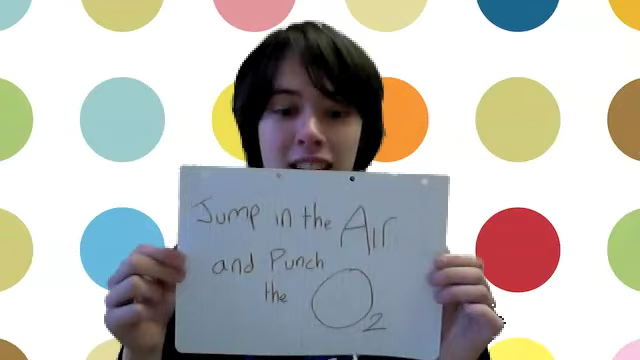 Jump in the Air
and Punch
the O2